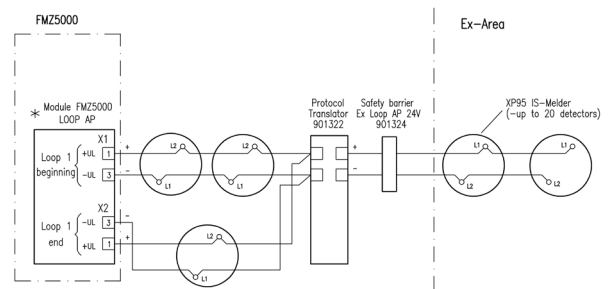 FMZ5000
Ex-Area
* Module FMZ5000
LOOP AP
Protocol
Translator
901322
Safety barrier
Ex Loop AP 24V
901324
XP95 IS-Melder
(-up to 20 detectors)
X1
Loop 1
beginning
+UL 1 +
-UL 3 -
L2
L1
L2
L1
+
-
L1
L2
L1
L2
X2
Loop 1
end
-UL 3 -
+UL 1 +
L2
L1